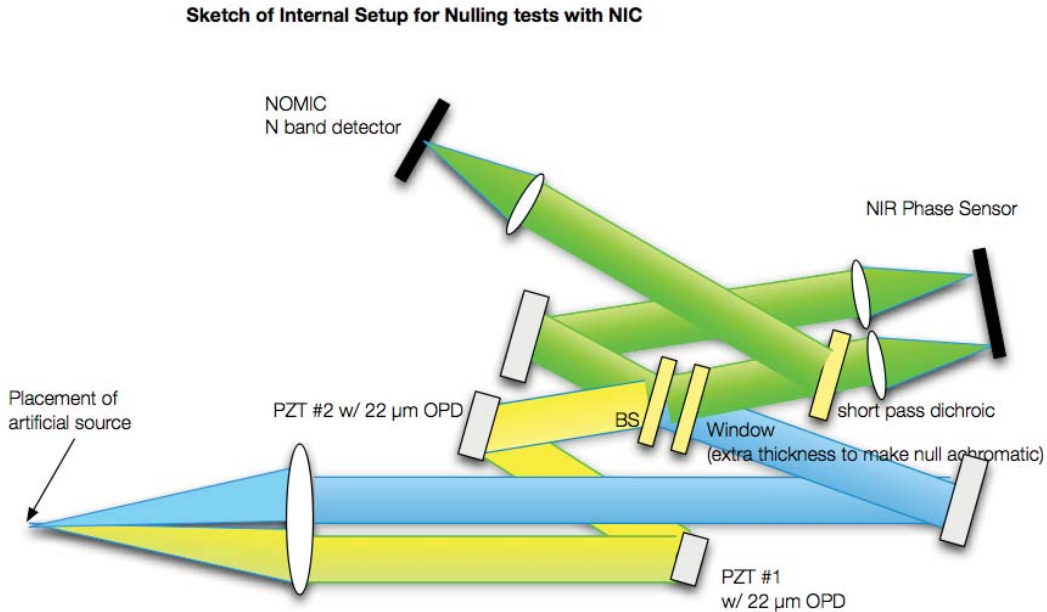 Sketch of Internal Setup for Nulling tests with NIC
NOMIC
N band detector
NIR Phase Sensor
Placement of
artificial source
PZT #2 w/ 22 µm OPD
BS
short pass dichroic
Window
(extra thickness to make null achromatic)
PZT #1
w/ 22 µm OPD